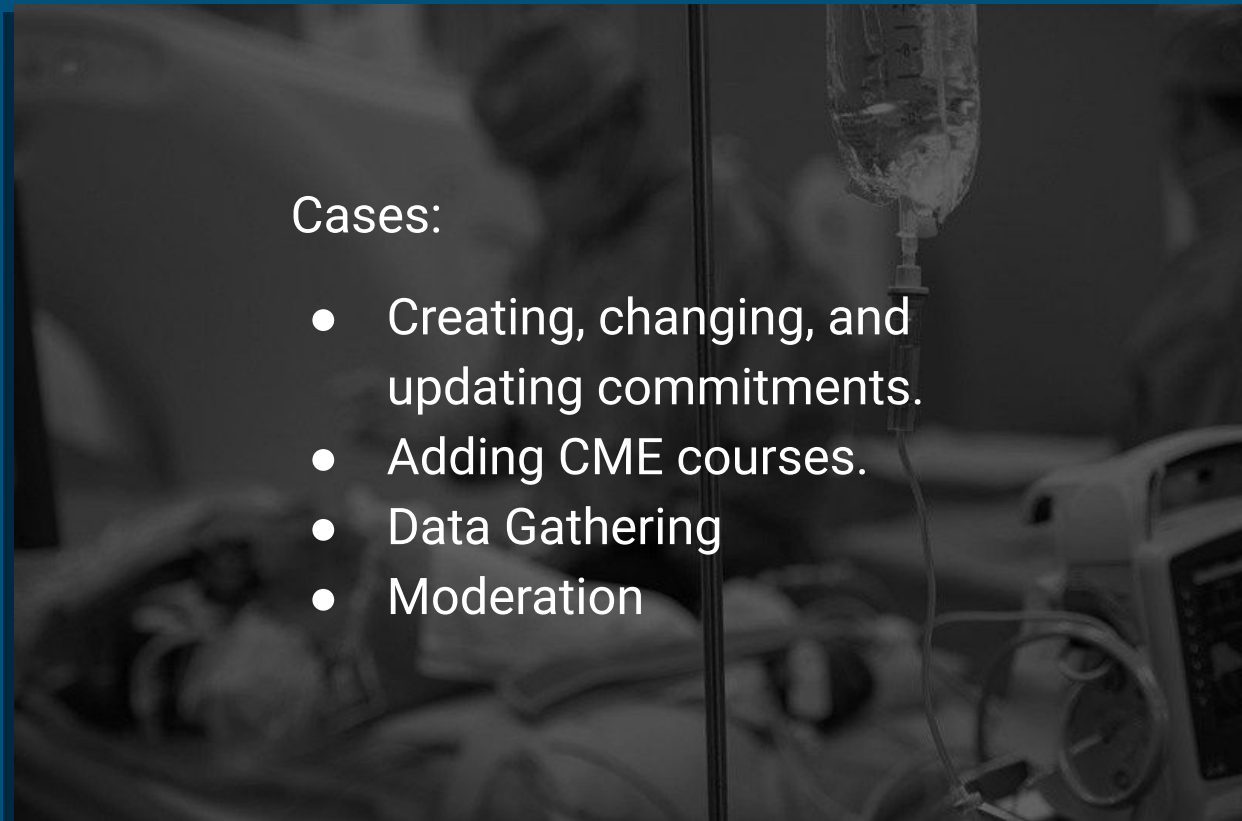 Cases:
● Creating, changing, and
updating commitments.
● Adding CME courses.
● Data Gathering
● Moderation